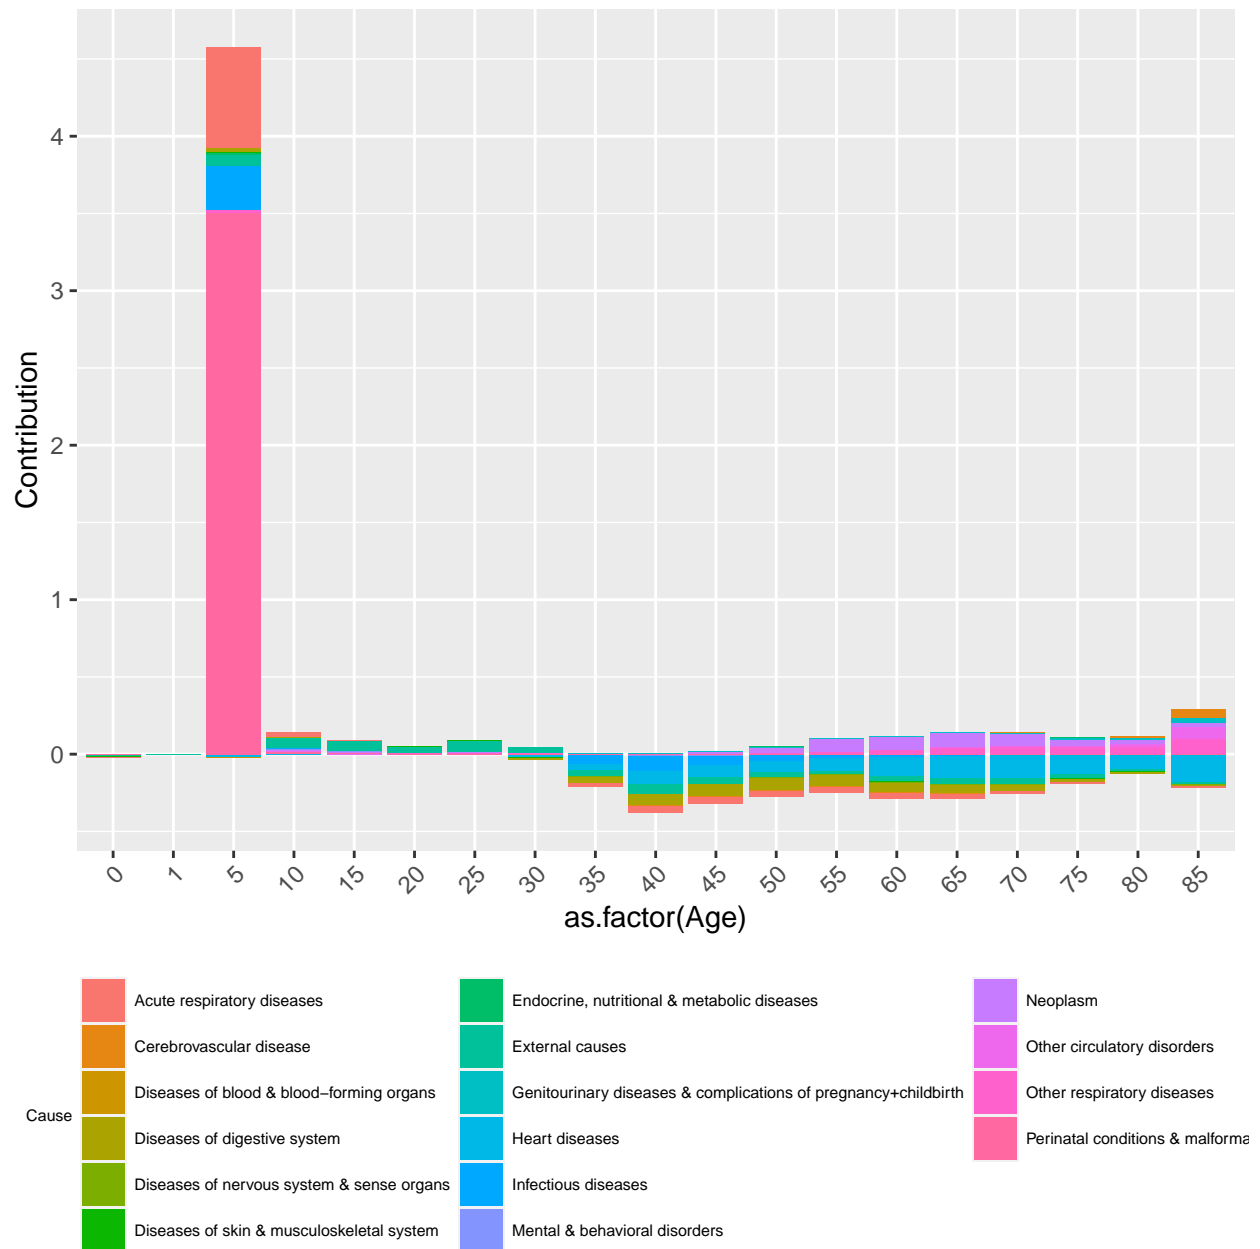 Contribution
4
3
2
1
0
0 1 5 10 15 20 25 30 35 40 45 50 55 60 65 70 75 80 85
as.factor(Age)
Cause
Acute respiratory diseases
Cerebrovascular disease
Diseases of blood & blood−forming organs
Diseases of digestive system
Diseases of nervous system & sense organs
Diseases of skin & musculoskeletal system
Endocrine, nutritional & metabolic diseases
External causes
Genitourinary diseases & complications of pregnancy+childbirth
Heart diseases
Infectious diseases
Mental & behavioral disorders
Neoplasm
Other circulatory disorders
Other respiratory diseases
Perinatal conditions & malforma